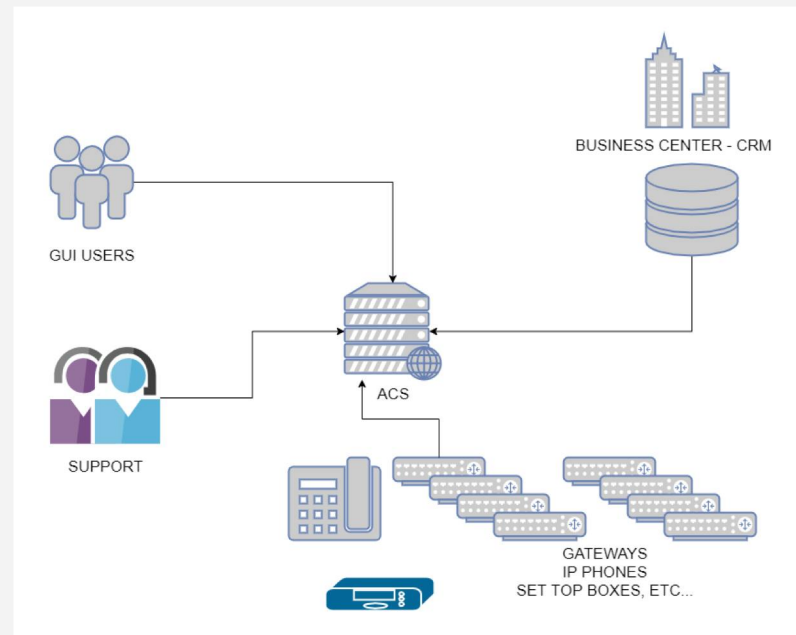 BUSINESS CENTER - CRM
GUI USERS
ACS
SUPPORT
GATEWAYS
IP PHONES
SET TOP BOXES, ETC...